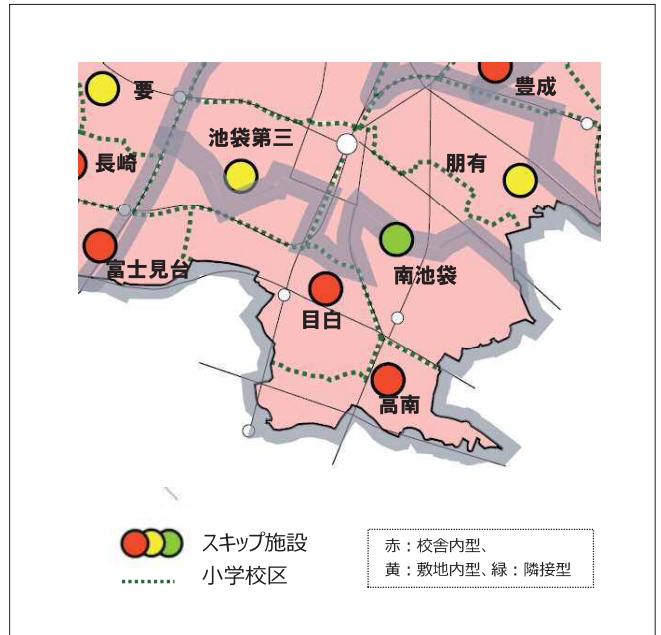 要
豊成
池袋第三
長崎
朋有
富士見台
南池袋
目白
高南
スキップ施設
小学校区
赤：校舎内型、
黄：敷地内型、緑：隣接型